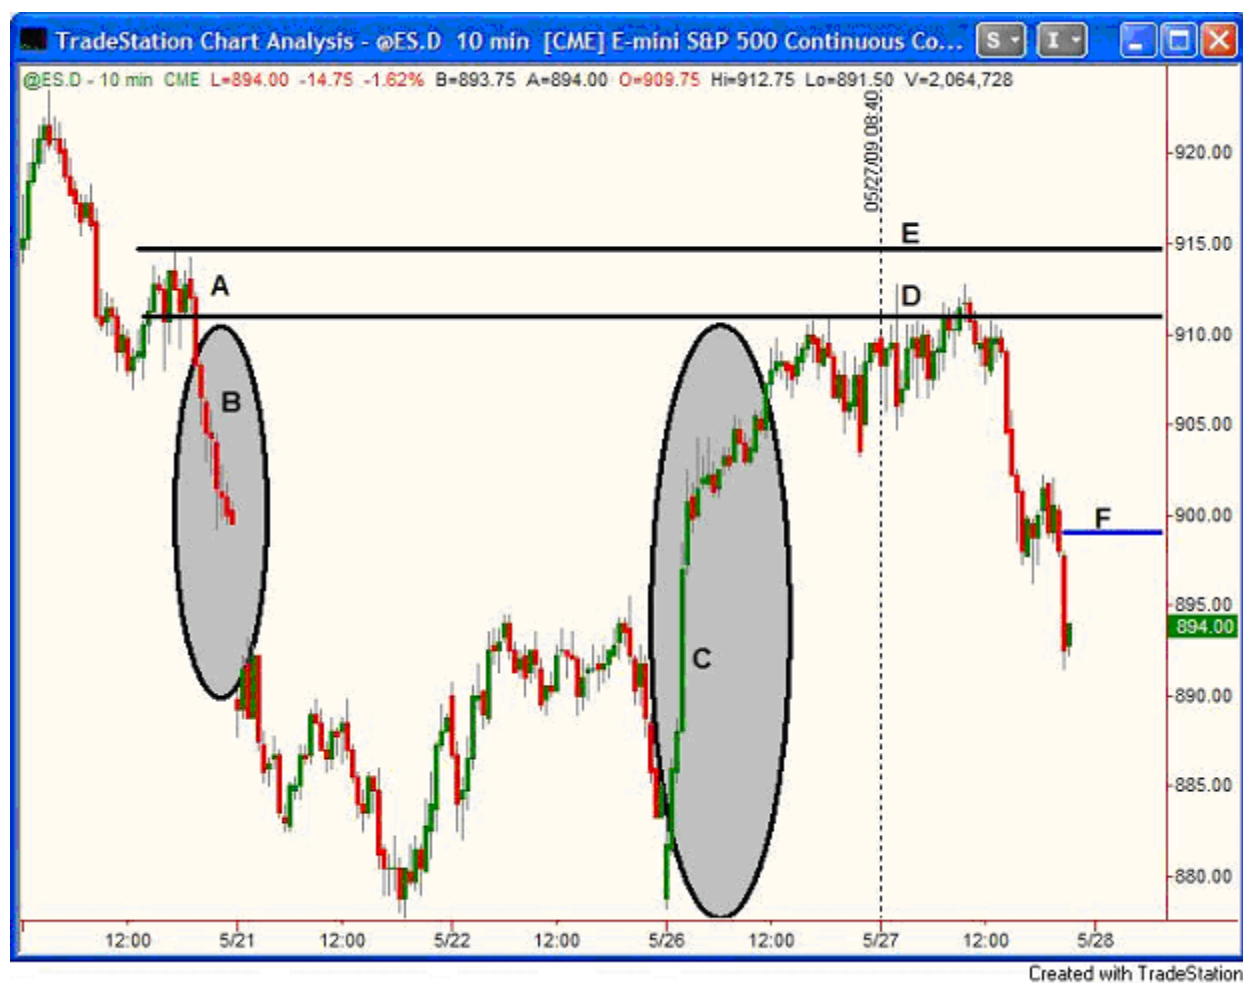 TradeStation Chart Analysis - @ES.D 10 min [CME] E-mini S&P 500 Continuous Co... S I
@ES.D - 10 min CME L=894.00 -14.75 -1.62% B=893.75 A=894.00 O=909.75 Hi=912.75 Lo=891.50 V=2,064,728
05/27/09 08:40
920.00
E
915.00
A
D
910.00
B
905.00
F
900.00
895.00
894.00
C
890.00
885.00
880.00
12:00 5/21 12:00 5/22 12:00 5/26 12:00 5/27 12:00 5/28
Created with TradeStation